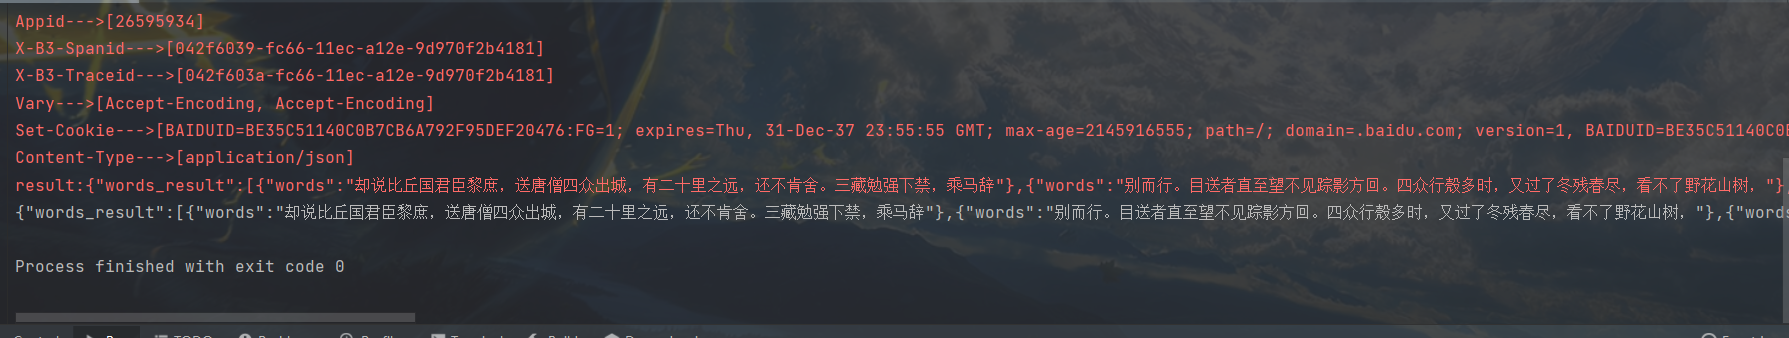 Appid--->[26595934]
X-B3-Spanid--->[042f6039-fc66-11ec-a12e-9d970f2b4181]
X-B3-Traceid--->[042f603a-fc66-11ec-a12e-9d970f2b4181]
Vary--->[Accept-Encoding, Accept-Encoding]
Set-Cookie--->[BAIDUID=BE35C51140C0B7CB6A792F95DEF20476:FG=1; expires=Thu, 31-Dec-37 23:55:55 GMT; max-age=2145916555; path=/; domain=.baidu.com; version=1, BAIDUID=BE35C51140C0
Content-Type--->[application/json]
result:{"words_result":[{"words":"却说比丘国君臣黎庶，送唐僧四众出城，有二十里之远，还不肯舍。三藏勉强下禁，乘马辞"},{"words":"别而行。目送者直至望不见踪影方回。四众行殻多时，又过了冬残春尽，看不了野花山树，"},
{"words_result":[{"words":"却说比丘国君臣黎庶，送唐僧四众出城，有二十里之远，还不肯舍。三藏勉强下禁，乘马辞"},{"words":"别而行。目送者直至望不见踪影方回。四众行殻多时，又过了冬残春尽，看不了野花山树，"},{"words
Process finished with exit code 0